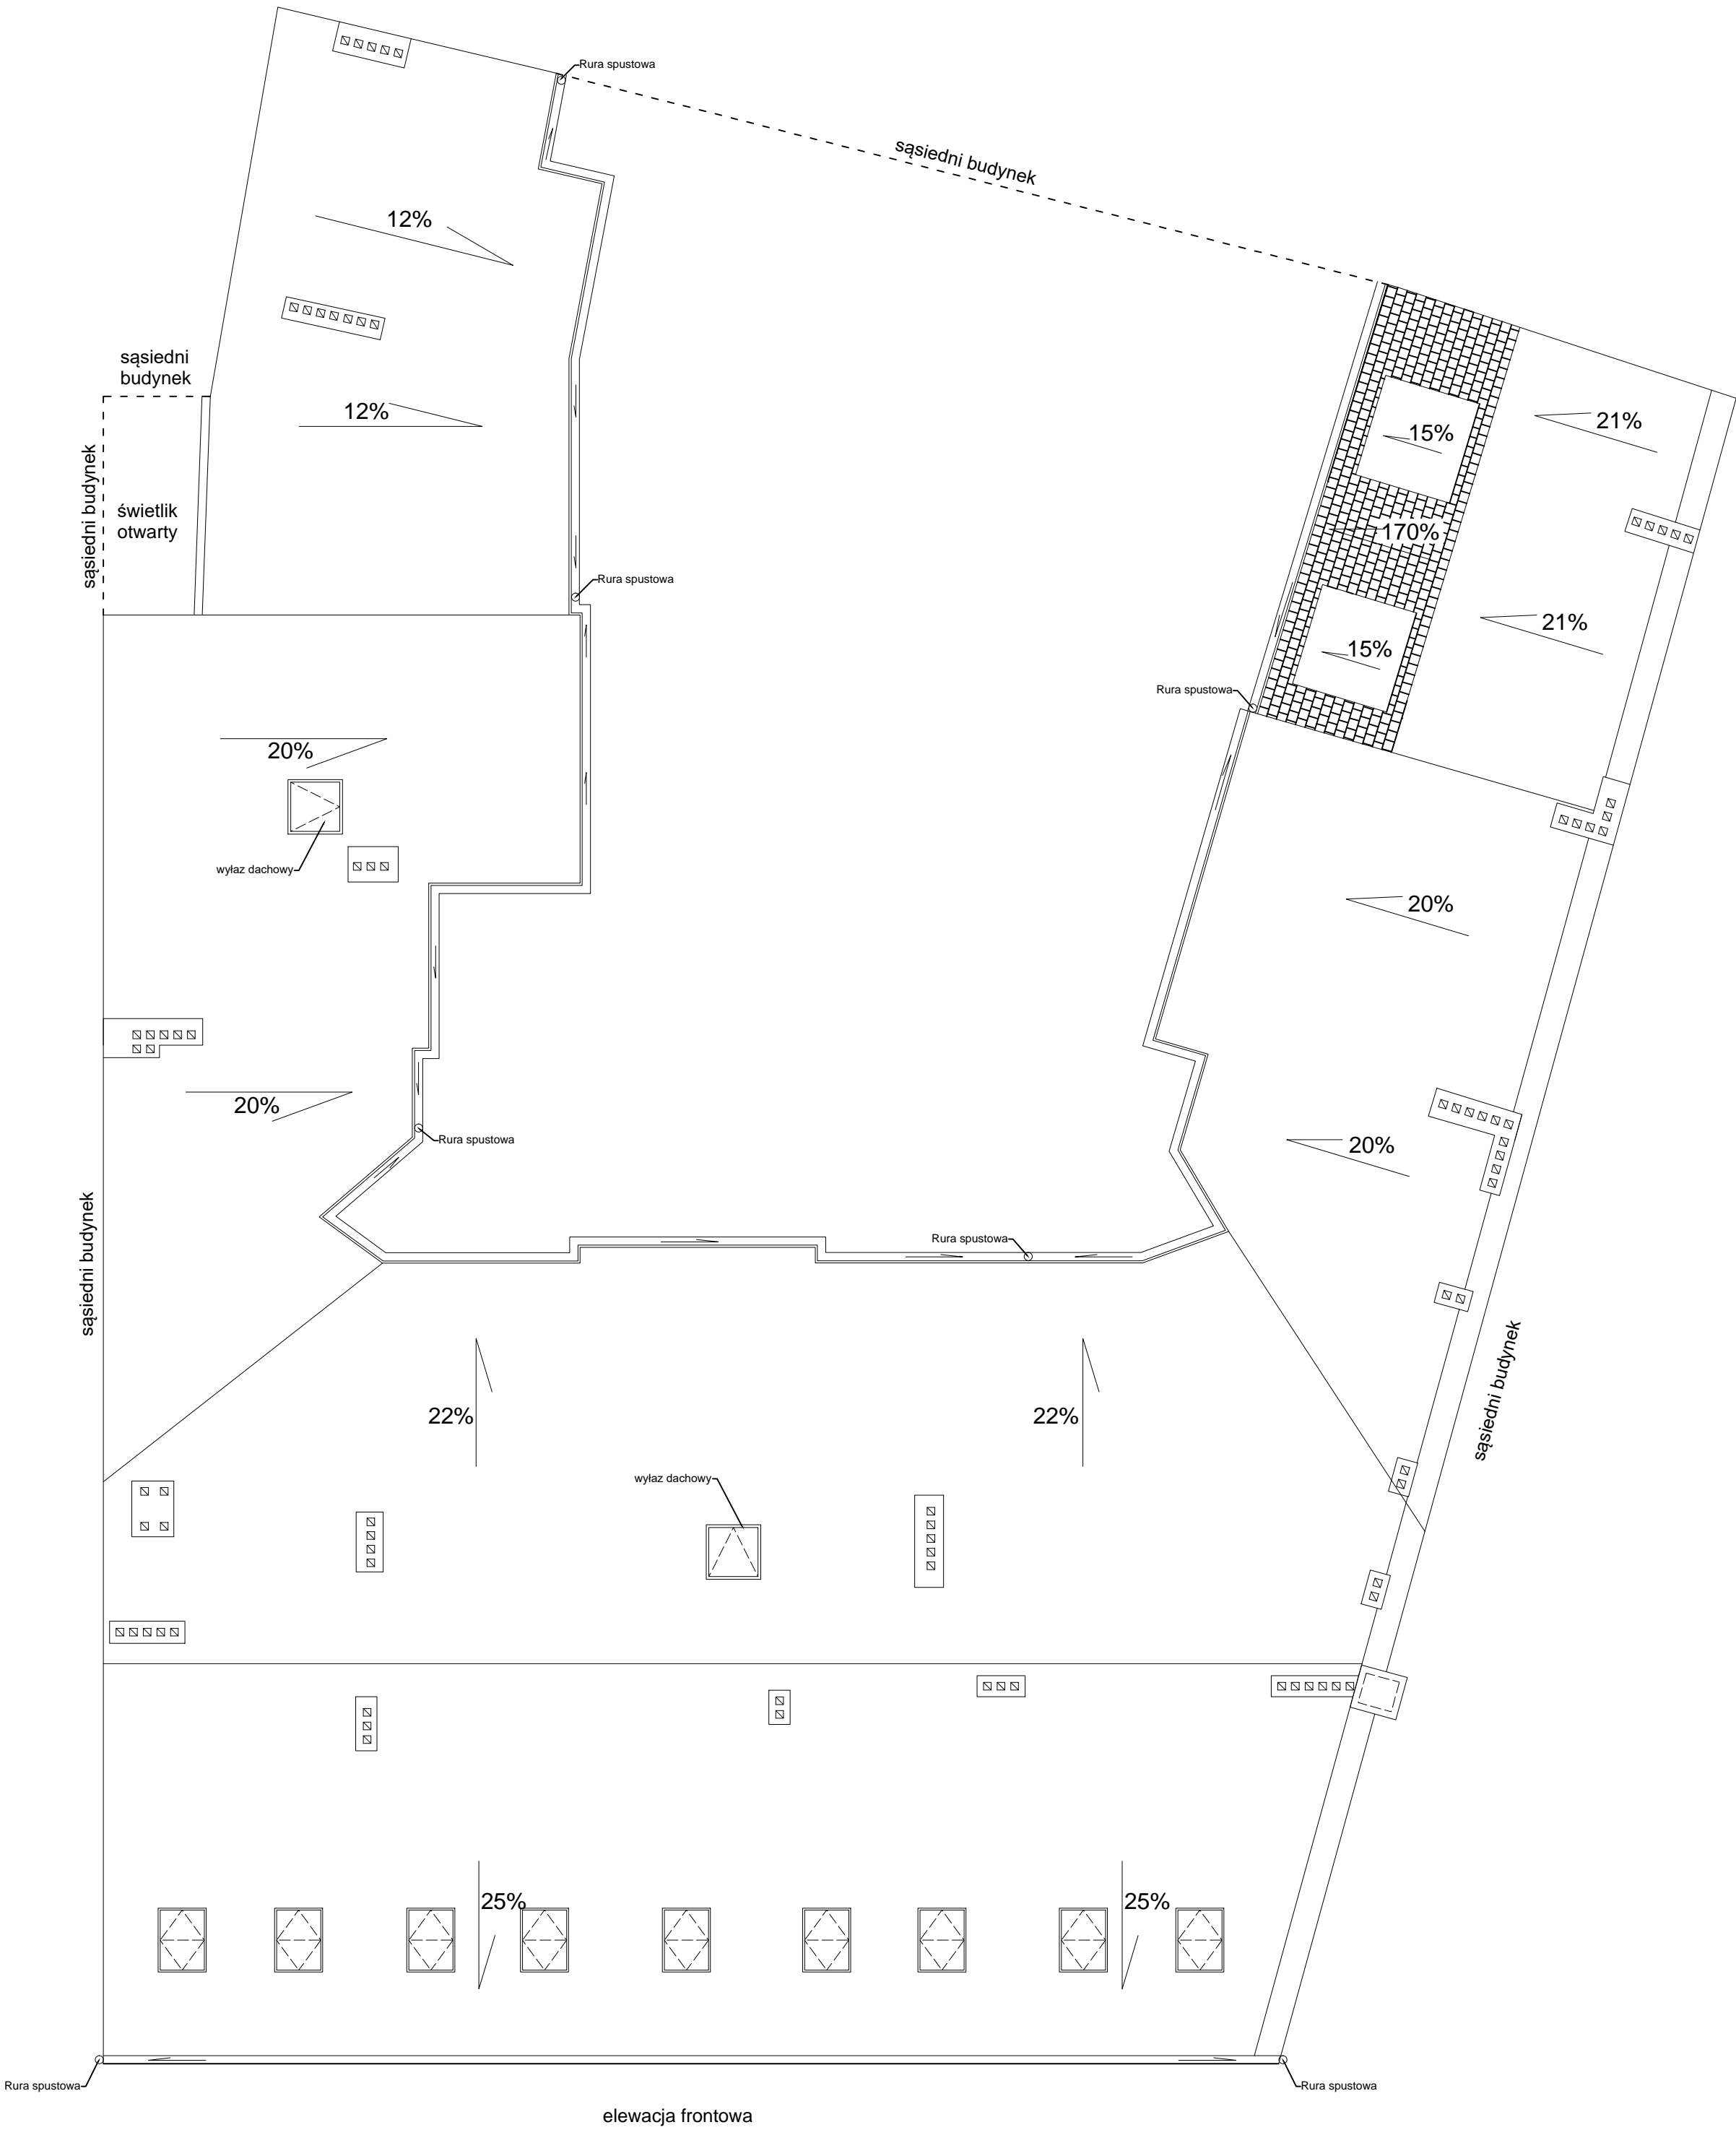 Rura spustowa
sąsiedni budynek
12%
sąsiedni
budynek
12%
15%
21%
sąsiedni budynek
świetlik
otwarty
170%
Rura spustowa
15%
21%
Rura spustowa
20%
wyłaz dachowy
20%
20%
Rura spustowa
20%
sąsiedni budynek
Rura spustowa
sąsiedni budynek
22%
22%
wyłaz dachowy
25%
25%
Rura spustowa
Rura spustowa
elewacja frontowa